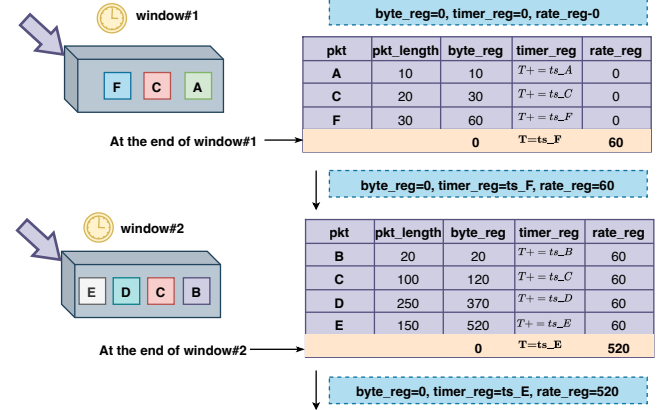 window#1
byte_reg=0, timer_reg=0, rate_reg-0
F C A
pkt pkt_length byte_reg timer_reg rate_reg
A 10 10 T+ = ts_A 0
C 20 30 T+ = ts_C 0
F 30 60 T+ = ts_F 0
At the end of window#1 0 T=ts_F 60
byte_reg=0, timer_reg=ts_F, rate_reg=60
window#2
E D C B
pkt pkt_length byte_reg timer_reg rate_reg
B 20 20 T+ = ts_B 60
C 100 120 T+ = ts_C 60
D 250 370 T+ = ts_D 60
E 150 520 T+ = ts_E 60
At the end of window#2 0 T=ts_E 520
byte_reg=0, timer_reg=ts_E, rate_reg=520